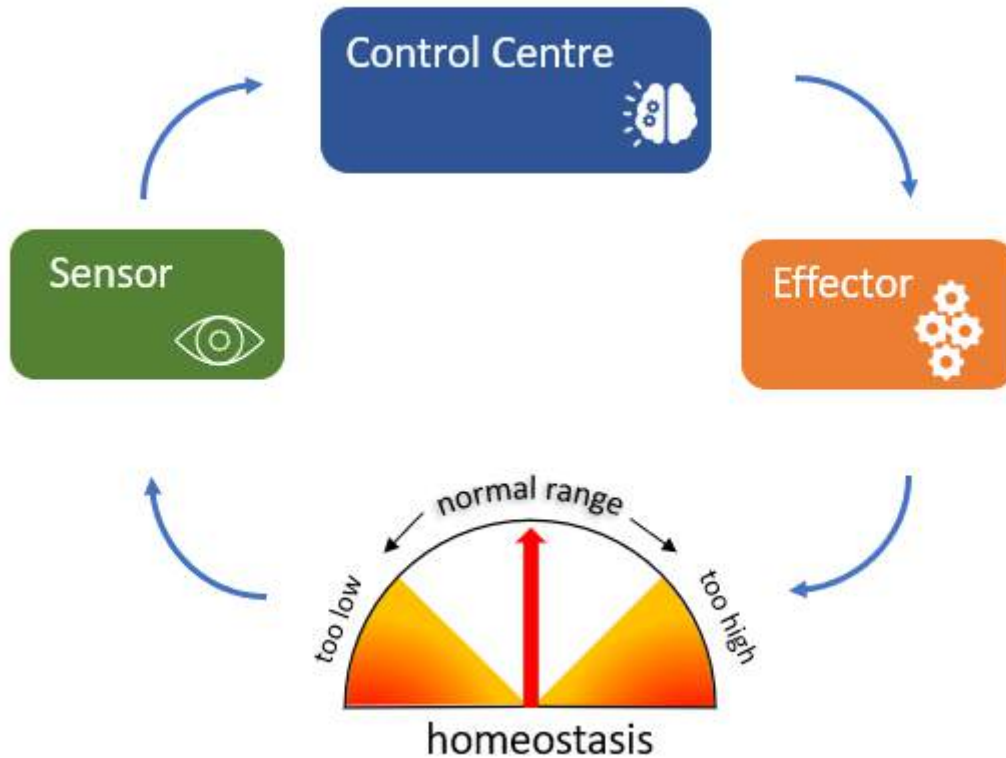 Control Centre
Sensor
Effector
normal range
too low
too high
homeostasis